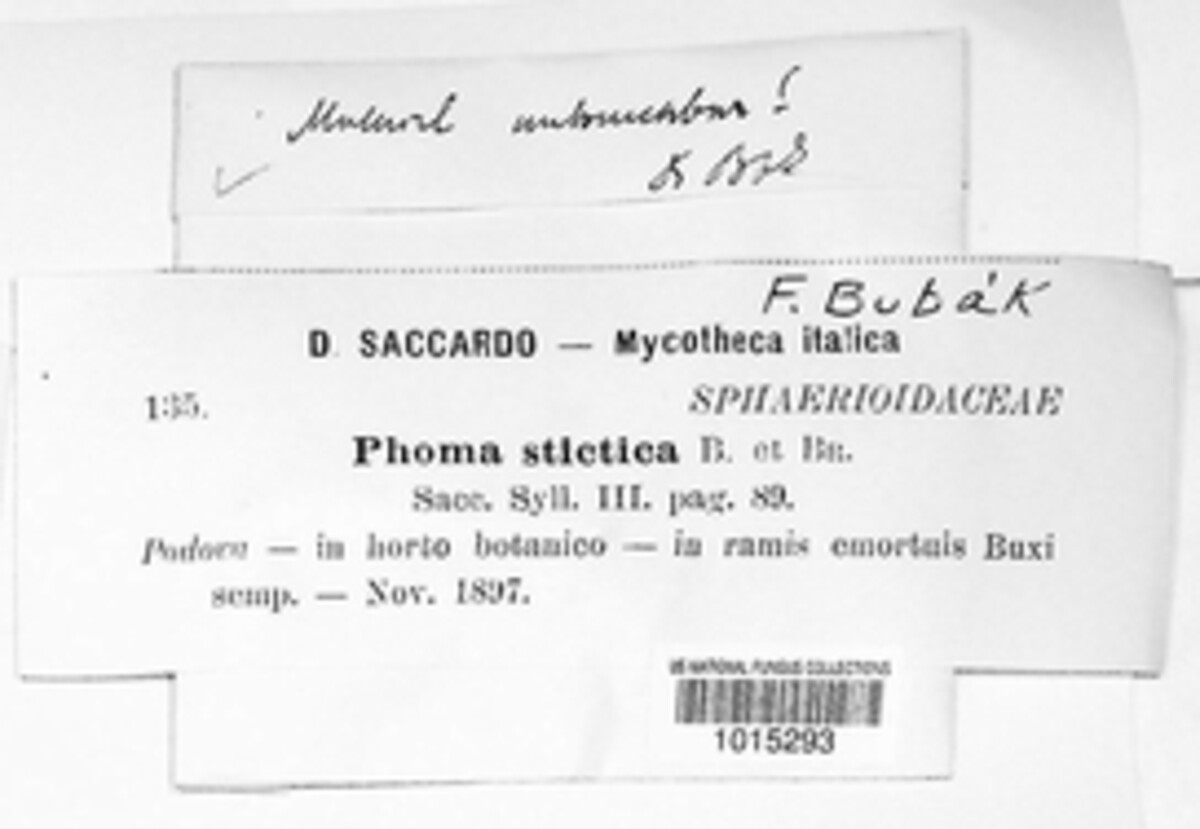 F. Bubák
D. SACCARDO — Mycotheca italica
135. SPHAERIOIDACEAE
Phoma stictica B. et Br.
Sacc. Syll. III. pag. 89.
Padova — in horto botanico — in ramis emortuis Buxi
semp. — Nov. 1897.
US NATIONAL FUNGUS COLLECTIONS
1015293